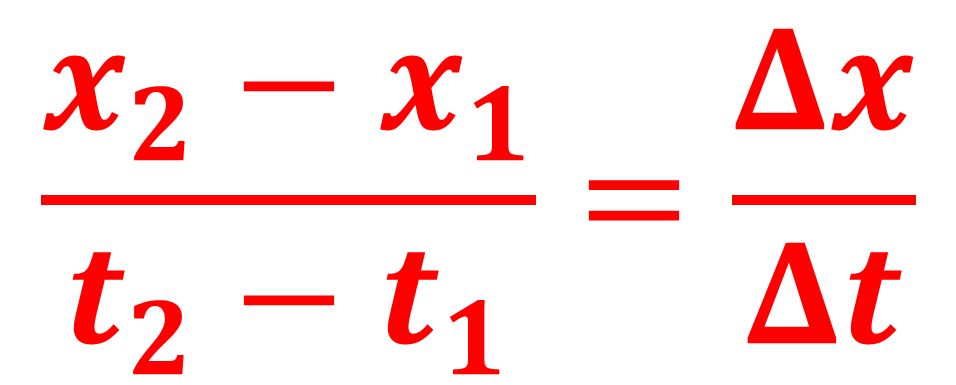 x₂ − x₁ / t₂ − t₁ = Δx / Δt